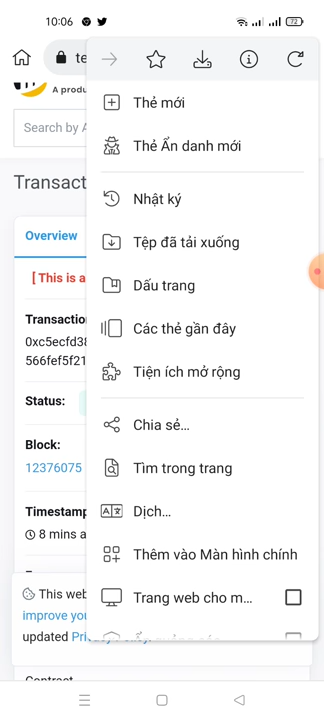 10:06
72
te
A produ
Search by A
Transact
Overview
[ This is a
Transactio
0xc5ecfd38
566fef5f21
Status:
Block:
12376075
Timestamp
8 mins a
This web
improve you
updated
Contract
Thẻ mới
Thẻ Ẩn danh mới
Nhật ký
Tệp đã tải xuống
Dấu trang
Các thẻ gần đây
Tiện ích mở rộng
Chia sẻ...
Tìm trong trang
Dịch...
Thêm vào Màn hình chính
Trang web cho m...